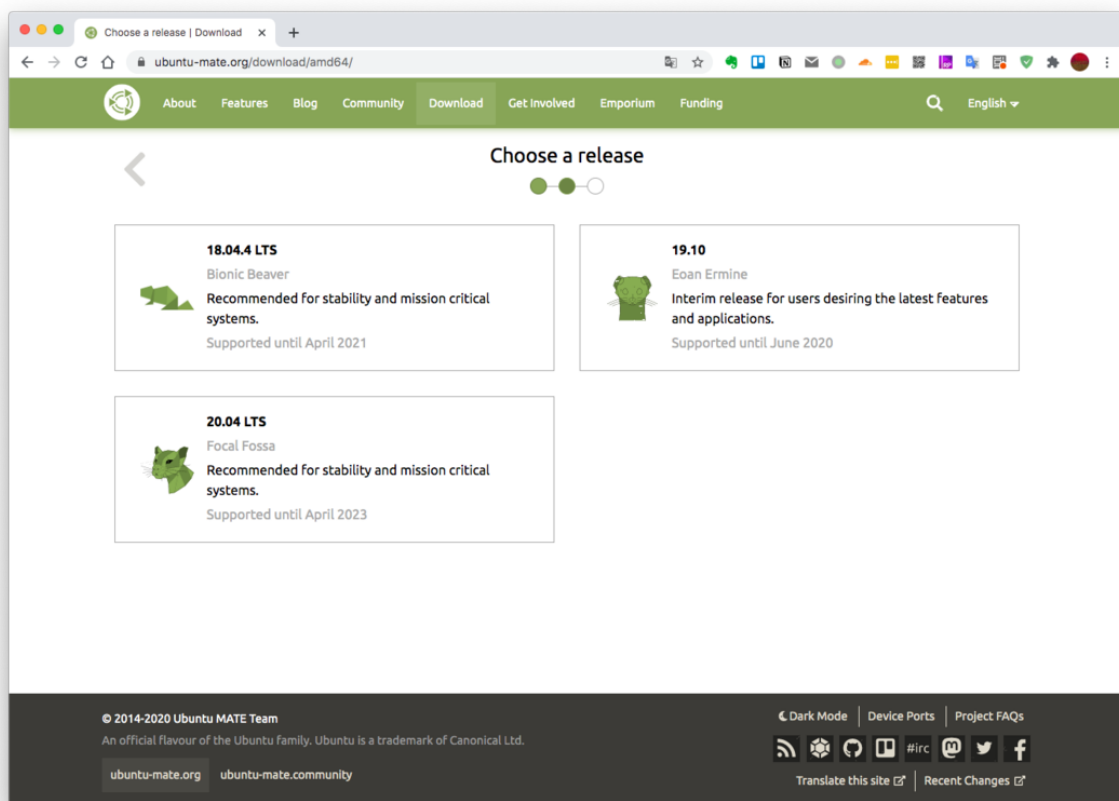 Choose a release | Download
ubuntu-mate.org/download/amd64/
About Features Blog Community Download Get Involved Emporium Funding English
Choose a release
18.04.4 LTS
Bionic Beaver
Recommended for stability and mission critical
systems.
Supported until April 2021
19.10
Eoan Ermine
Interim release for users desiring the latest features
and applications.
Supported until June 2020
20.04 LTS
Focal Fossa
Recommended for stability and mission critical
systems.
Supported until April 2023
© 2014-2020 Ubuntu MATE Team
An official flavour of the Ubuntu family. Ubuntu is a trademark of Canonical Ltd.
ubuntu-mate.org ubuntu-mate.community
Dark Mode Device Ports Project FAQs
#irc
Translate this site Recent Changes